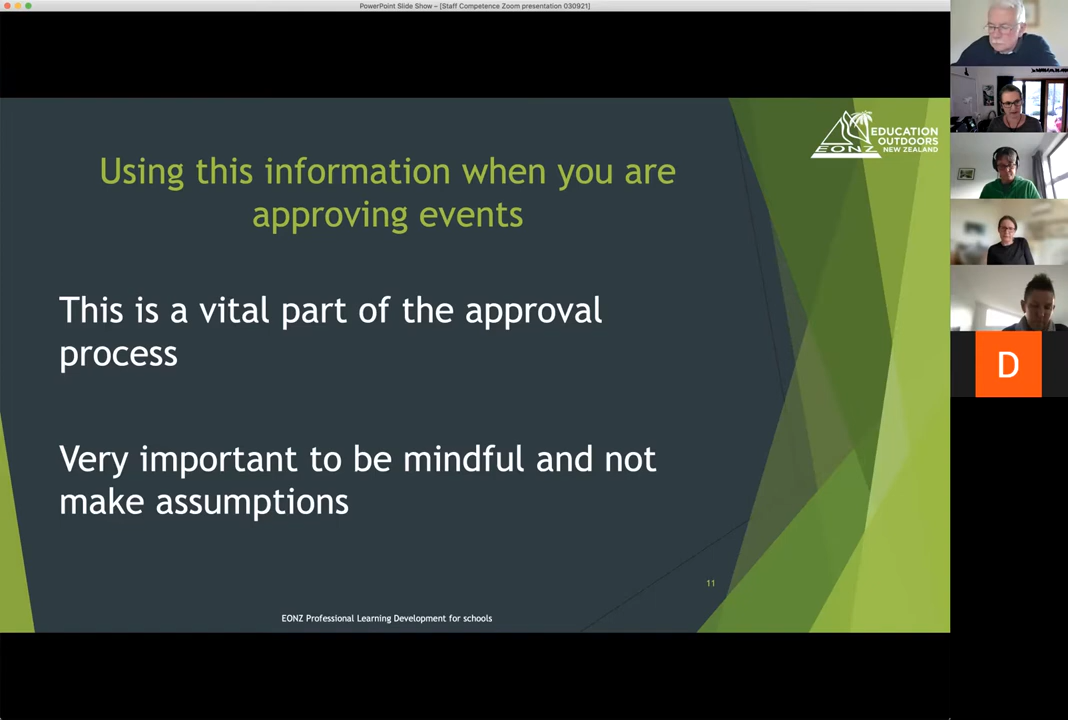 PowerPoint Slide Show – [Staff Competence Zoom presentation 030921]
EDUCATION
OUTDOORS
NEW ZEALAND
EONZ
Using this information when you are
approving events
This is a vital part of the approval
process
Very important to be mindful and not
make assumptions
11
EONZ Professional Learning Development for schools
D